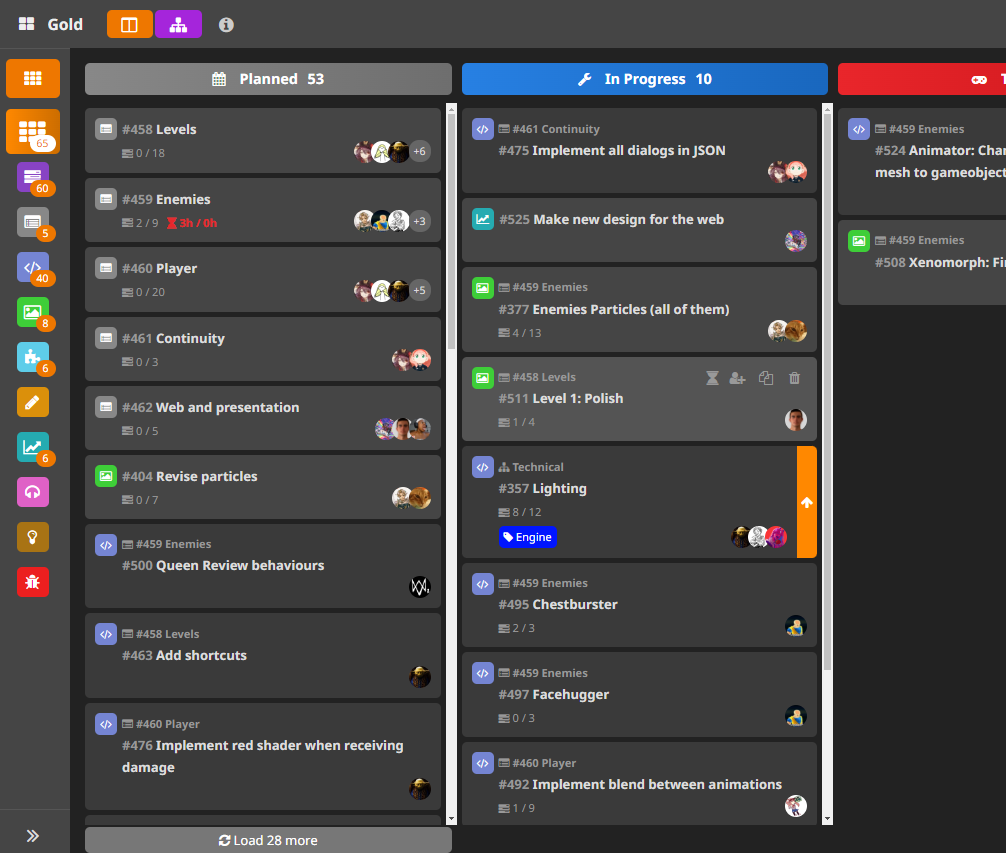 Gold
Planned 53
In Progress 10
65
60
5
40
8
6
6
#458 Levels
0 / 18
+6
#459 Enemies
2 / 9 3h / 0h
+3
#460 Player
0 / 20
+5
#461 Continuity
0 / 3
#462 Web and presentation
0 / 5
#404 Revise particles
0 / 7
#459 Enemies
#500 Queen Review behaviours
#458 Levels
#463 Add shortcuts
#460 Player
#476 Implement red shader when receiving
damage
Load 28 more
#461 Continuity
#475 Implement all dialogs in JSON
#525 Make new design for the web
#459 Enemies
#377 Enemies Particles (all of them)
4 / 13
#458 Levels
#511 Level 1: Polish
1 / 4
Technical
#357 Lighting
8 / 12
Engine
#459 Enemies
#495 Chestburster
2 / 3
#459 Enemies
#497 Facehugger
0 / 3
#460 Player
#492 Implement blend between animations
1 / 9
#459 Enemies
#524 Animator:
mesh to gameobject
#459 Enemies
#508 Xenomorph: